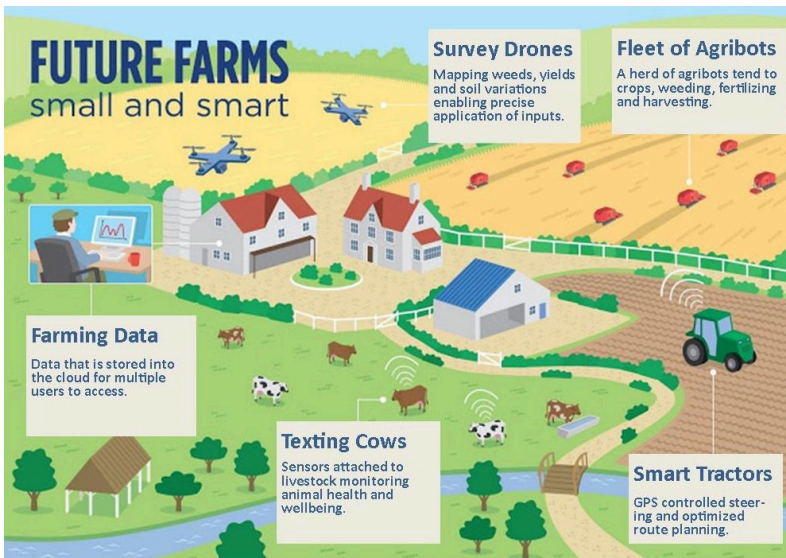 FUTURE FARMS
small and smart
Survey Drones
Mapping weeds, yields
and soil variations
enabling precise
application of inputs.
Fleet of Agribots
A herd of agribots tend to
crops, weeding, fertilizing
and harvesting.
Farming Data
Data that is stored into
the cloud for multiple
users to access.
Texting Cows
Sensors attached to
livestock monitoring
animal health and
wellbeing.
Smart Tractors
GPS controlled steer-
ing and optimized
route planning.